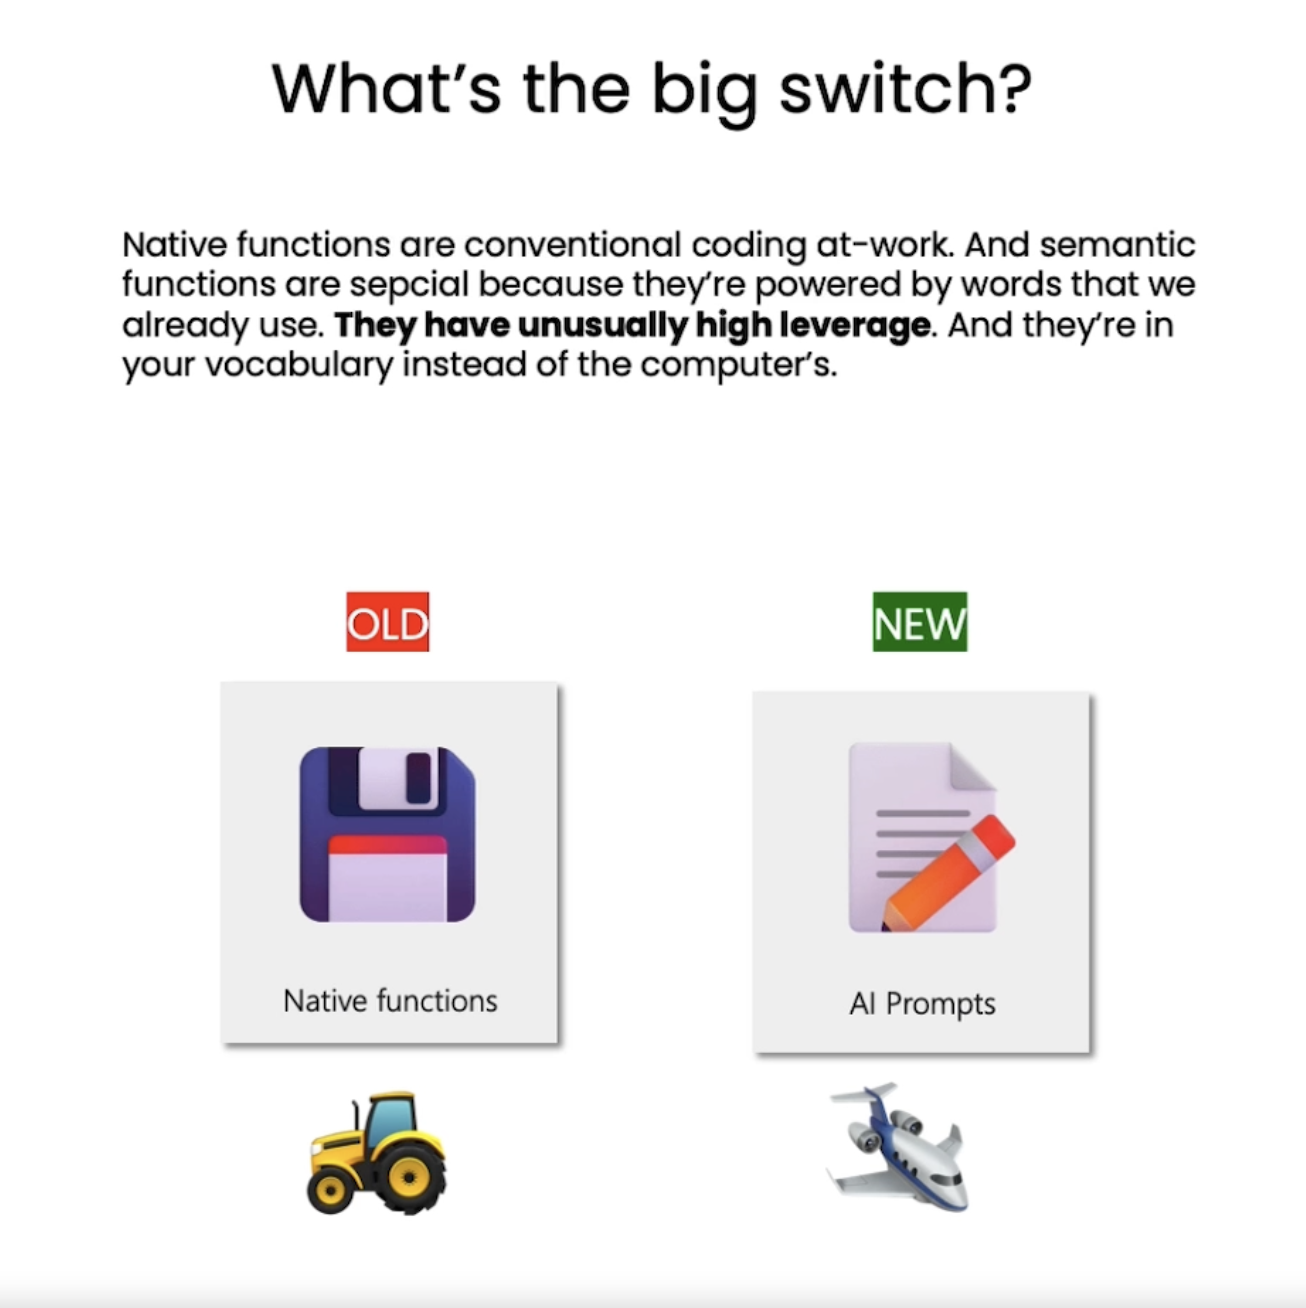 What's the big switch?
Native functions are conventional coding at-work. And semantic
functions are sepcial because they're powered by words that we
already use. They have unusually high leverage. And they're in
your vocabulary instead of the computer's.
OLD
NEW
Native functions
AI Prompts